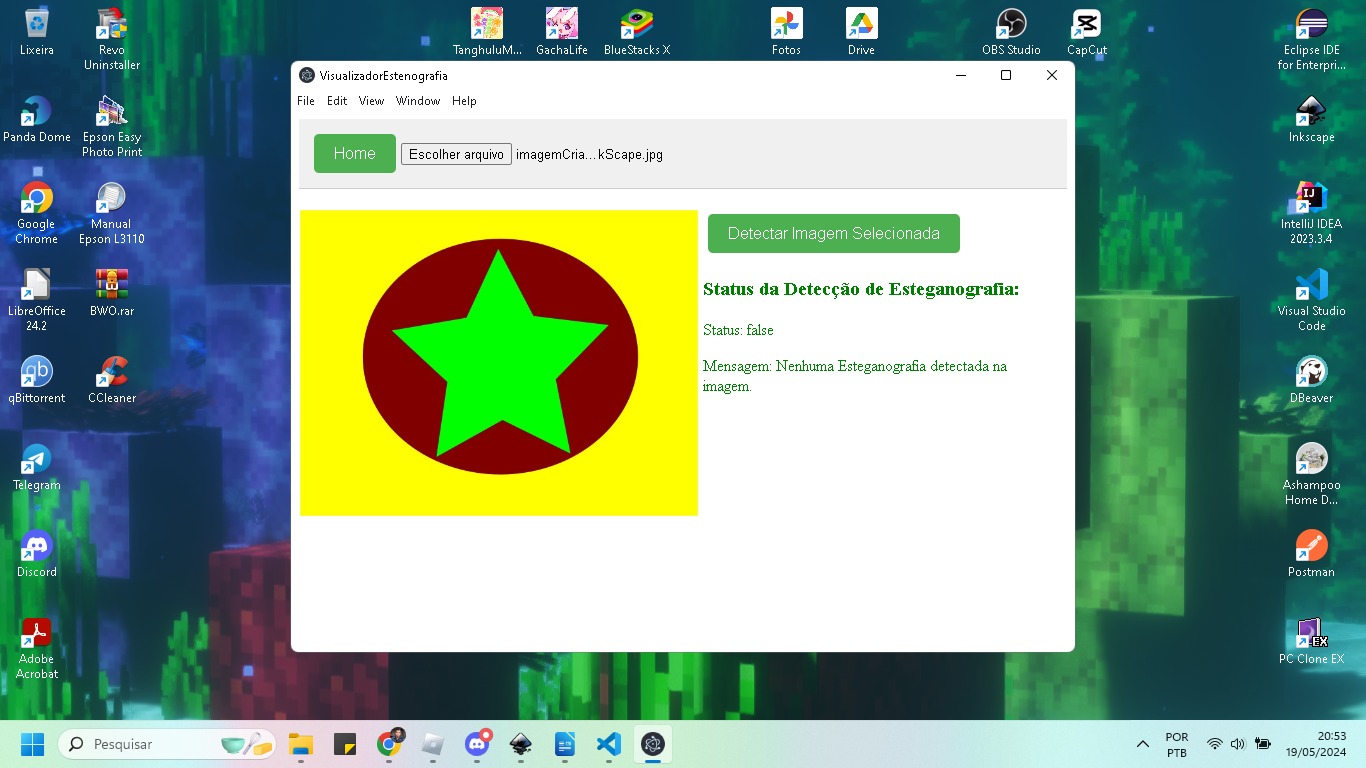 Lixeira
Revo
Uninstaller
TanghuluM...
GachaLife
BlueStacks X
Fotos
Drive
OBS Studio
CapCut
Eclipse IDE
for Enterpri...
Panda Dome
Epson Easy
Photo Print
Google
Chrome
Manual
Epson L3110
LibreOffice
24.2
BWO.rar
qBittorrent
CCleaner
Telegram
Discord
Adobe
Acrobat
VisualizadorEstenografia
File Edit View Window Help
Home
Escolher arquivo
imagemCria...kScape.jpg
Detectar Imagem Selecionada
Status da Detecção de Esteganografia:
Status: false
Mensagem: Nenhuma Esteganografia detectada na
imagem.
Inkscape
IntelliJ IDEA
2023.3.4
Visual Studio
Code
DBeaver
Ashampoo
Home D...
Postman
PC Clone EX
Pesquisar
POR
PTB
20:53
19/05/2024